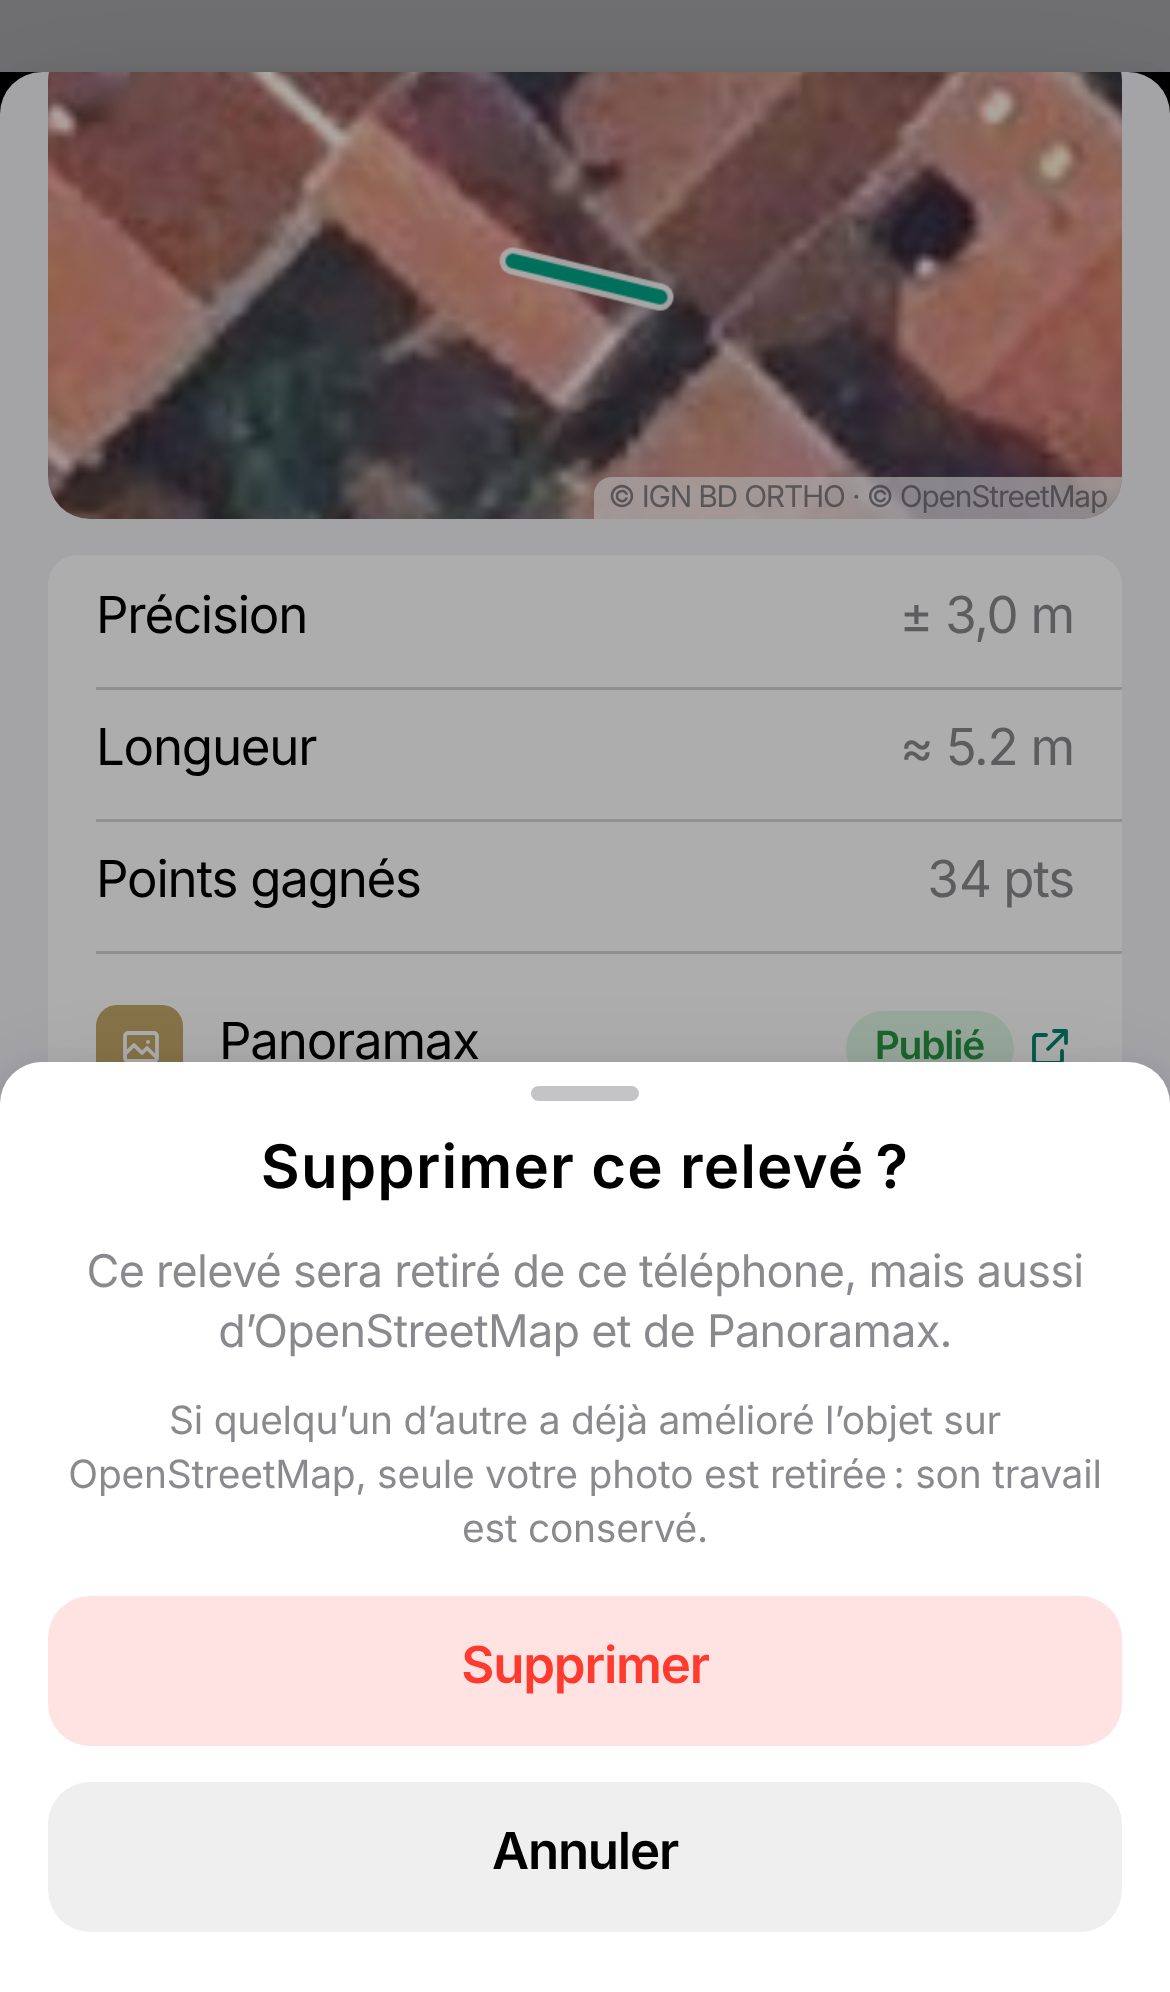 © IGN BD ORTHO · © OpenStreetMap
Précision ± 3,0 m
Longueur ≈ 5.2 m
Points gagnés 34 pts
Panoramax Publié
Supprimer ce relevé ?
Ce relevé sera retiré de ce téléphone, mais aussi
d’OpenStreetMap et de Panoramax.
Si quelqu’un d’autre a déjà amélioré l’objet sur
OpenStreetMap, seule votre photo est retirée : son travail
est conservé.
Supprimer
Annuler